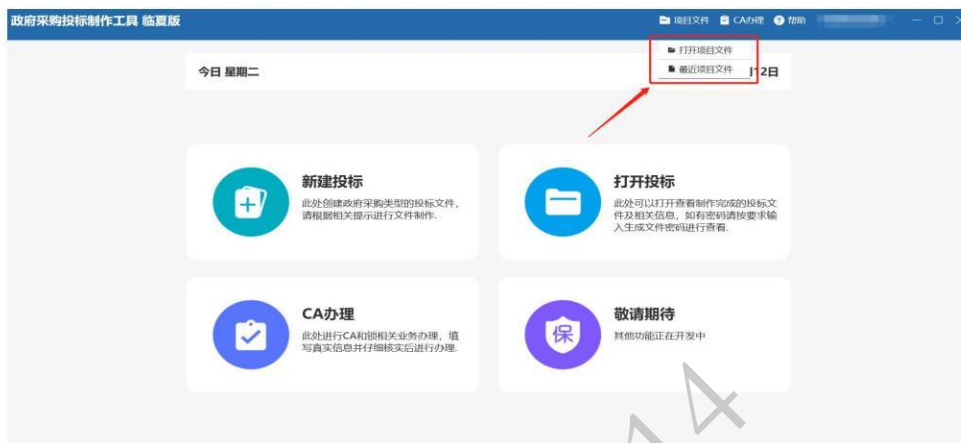 政府采购投标制作工具 临夏版
项目文件 CA办理 帮助
打开项目文件
最近项目文件
今日 星期二
12日
新建投标
此处创建政府采购类型的投标文件，
请根据相关提示进行文件制作.
打开投标
此处可以打开查看制作完成的投标文
件及相关信息，如有密码请按要求输
入生成文件密码进行查看.
CA办理
此处进行CA和锁相关业务办理，填
写真实信息并仔细核实后进行办理.
保
敬请期待
其他功能正在开发中